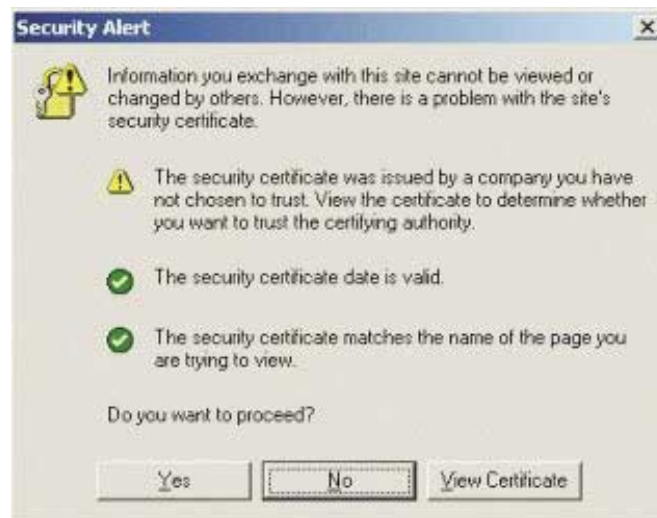 Security Alert
Information you exchange with this site cannot be viewed or
changed by others. However, there is a problem with the site's
security certificate.
The security certificate was issued by a company you have
not chosen to trust. View the certificate to determine whether
you want to trust the certifying authority.
The security certificate date is valid.
The security certificate matches the name of the page you
are trying to view.
Do you want to proceed?
Yes
No
View Certificate